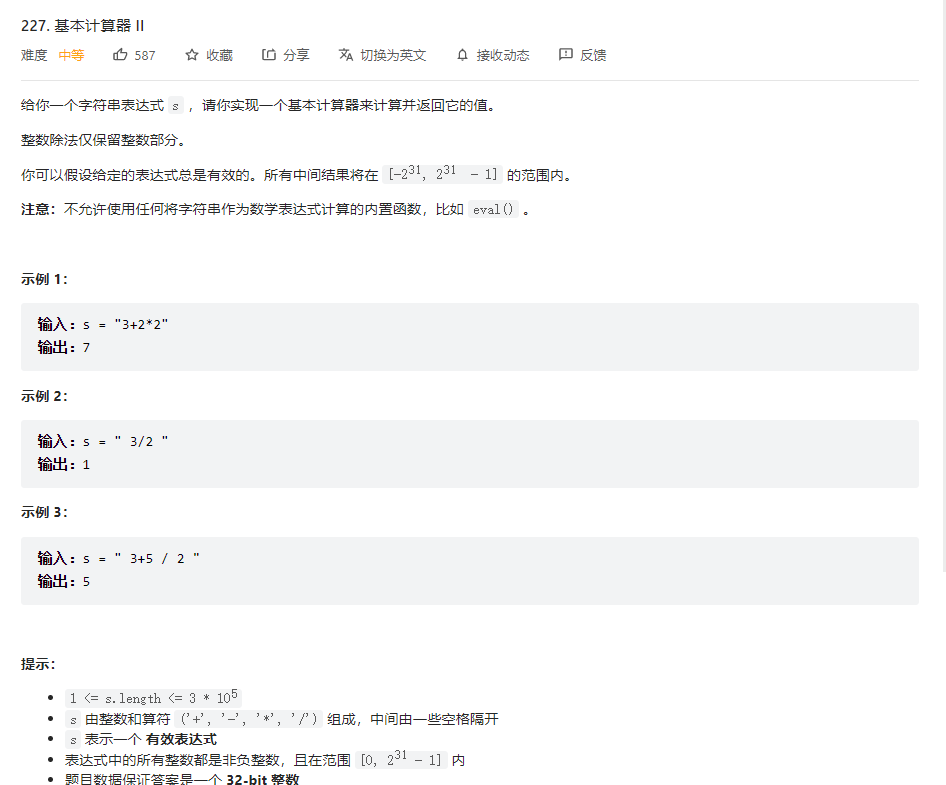 227. 基本计算器 II
难度 中等 587 收藏 分享 切换为英文 接收动态 反馈
给你一个字符串表达式 s ，请你实现一个基本计算器来计算并返回它的值。
整数除法仅保留整数部分。
你可以假设给定的表达式总是有效的。所有中间结果将在 [-2^31, 2^31 - 1] 的范围内。
注意：不允许使用任何将字符串作为数学表达式计算的内置函数，比如 eval() 。
示例 1：
输入：s = "3+2*2"
输出：7
示例 2：
输入：s = " 3/2 "
输出：1
示例 3：
输入：s = " 3+5 / 2 "
输出：5
提示：
1 <= s.length <= 3 * 10^5
s 由整数和算符 ('+', '-', '*', '/') 组成，中间由一些空格隔开
s 表示一个 有效表达式
表达式中的所有整数都是非负整数，且在范围 [0, 2^31 - 1] 内
题目数据保证答案是一个 32-bit 整数